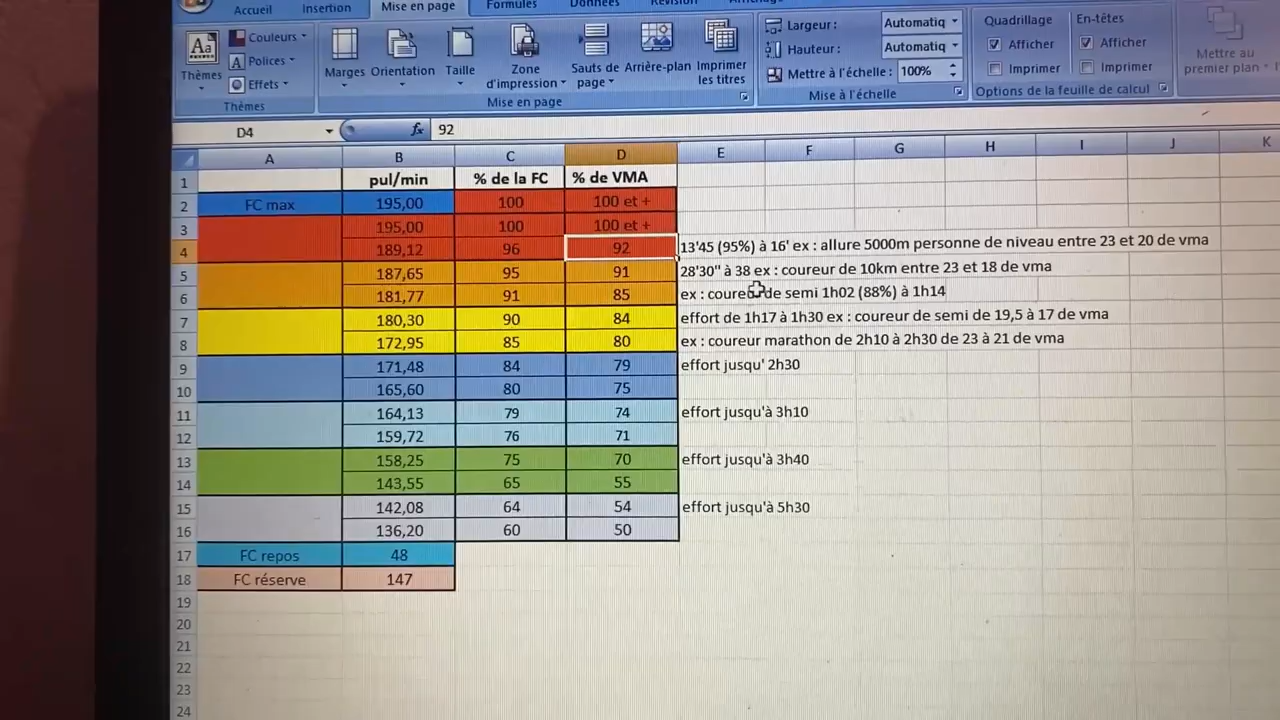 Accueil Insertion Mise en page Formules Données Révision Affichage
Aa Couleurs Marges Orientation Taille Zone d'impression Sauts de page Arrière-plan Imprimer les titres Largeur : Automatiq Quadrillage En-têtes
Thèmes A Polices Hauteur : Automatiq Afficher Afficher Mettre au premier plan
Effets Mettre à l'échelle : 100% Imprimer Imprimer
Thèmes Mise en page Mise à l'échelle Options de la feuille de calcul
D4 fx 92
A B C D E F G H I J K
1 pul/min % de la FC % de VMA
2 FC max 195,00 100 100 et +
3 195,00 100 100 et +
4 189,12 96 92 13'45 (95%) à 16' ex : allure 5000m personne de niveau entre 23 et 20 de vma
5 187,65 95 91 28'30" à 38 ex : coureur de 10km entre 23 et 18 de vma
6 181,77 91 85 ex : coureur de semi 1h02 (88%) à 1h14
7 180,30 90 84 effort de 1h17 à 1h30 ex : coureur de semi de 19,5 à 17 de vma
8 172,95 85 80 ex : coureur marathon de 2h10 à 2h30 de 23 à 21 de vma
9 171,48 84 79 effort jusqu' 2h30
10 165,60 80 75
11 164,13 79 74 effort jusqu'à 3h10
12 159,72 76 71
13 158,25 75 70 effort jusqu'à 3h40
14 143,55 65 55
15 142,08 64 54 effort jusqu'à 5h30
16 136,20 60 50
17 FC repos 48
18 FC réserve 147
19
20
21
22
23
24